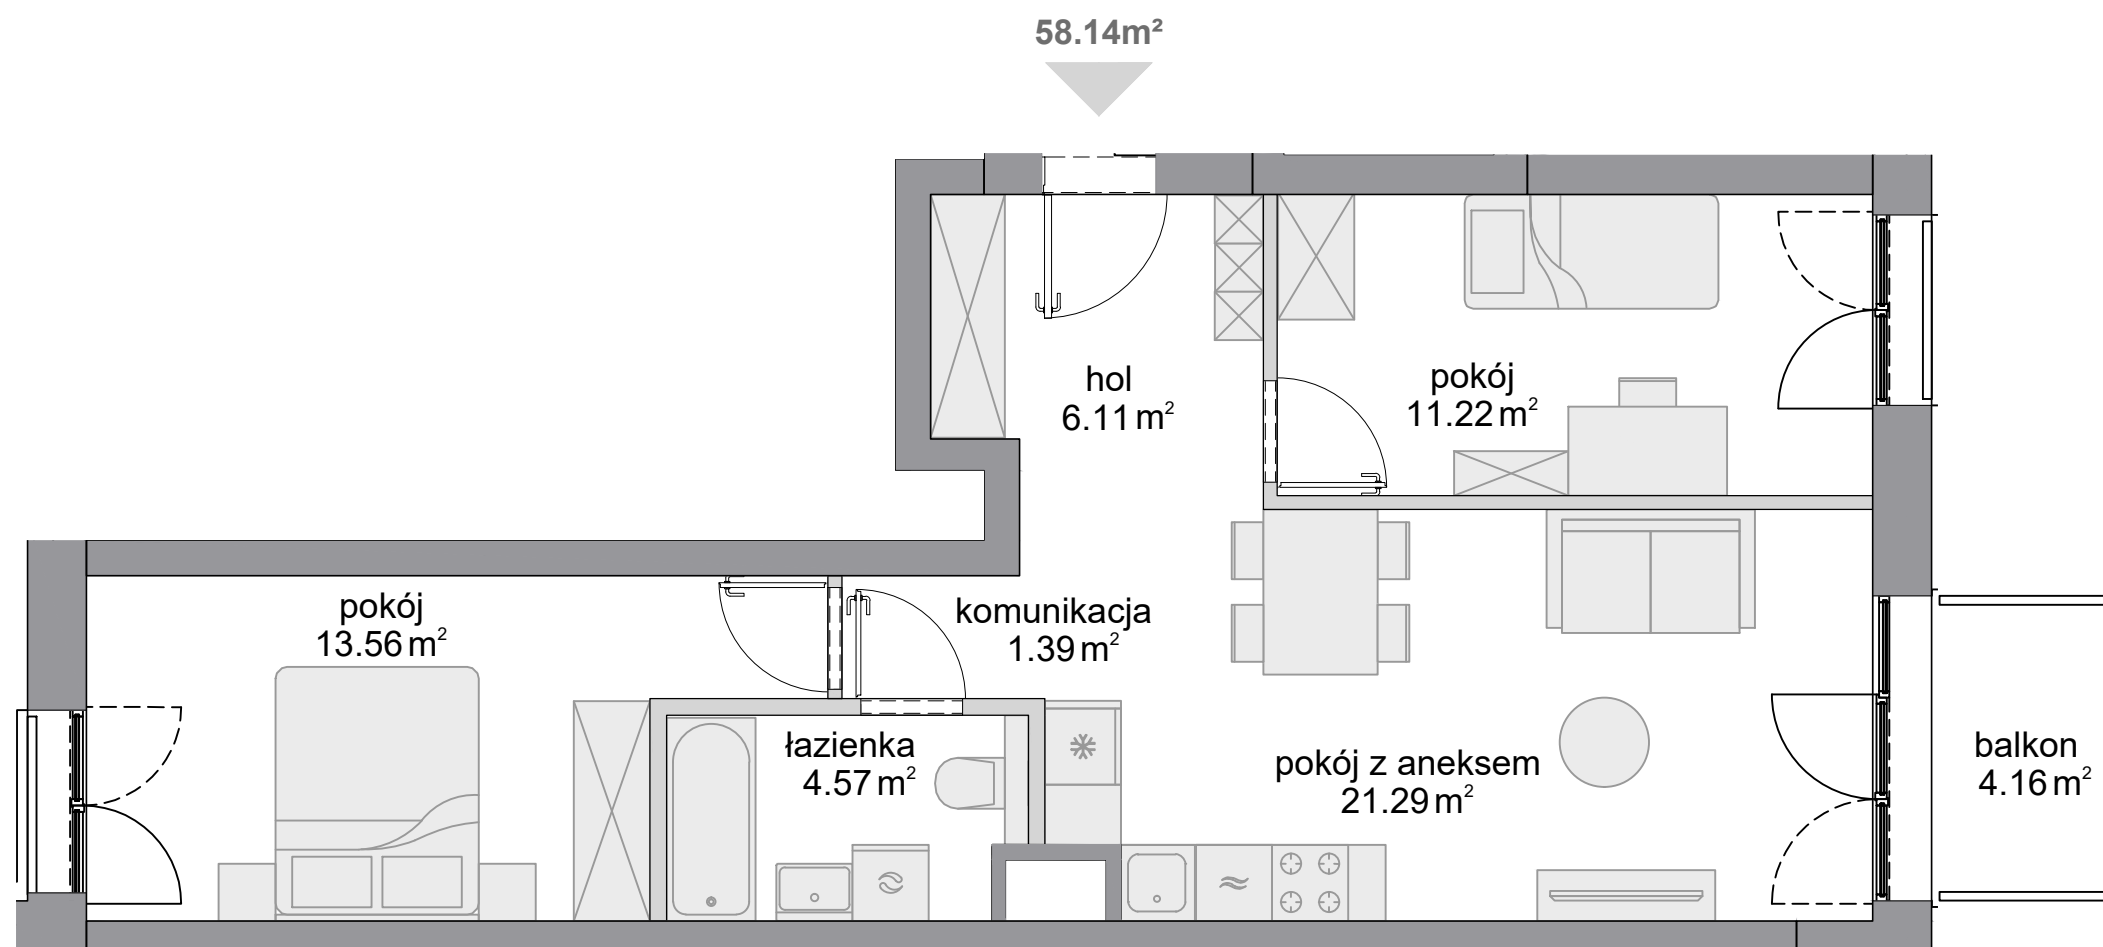 58.14m²
hol
6.11 m²
pokój
11.22 m²
pokój
13.56 m²
komunikacja
1.39 m²
łazienka
4.57 m²
pokój z aneksem
21.29 m²
balkon
4.16 m²